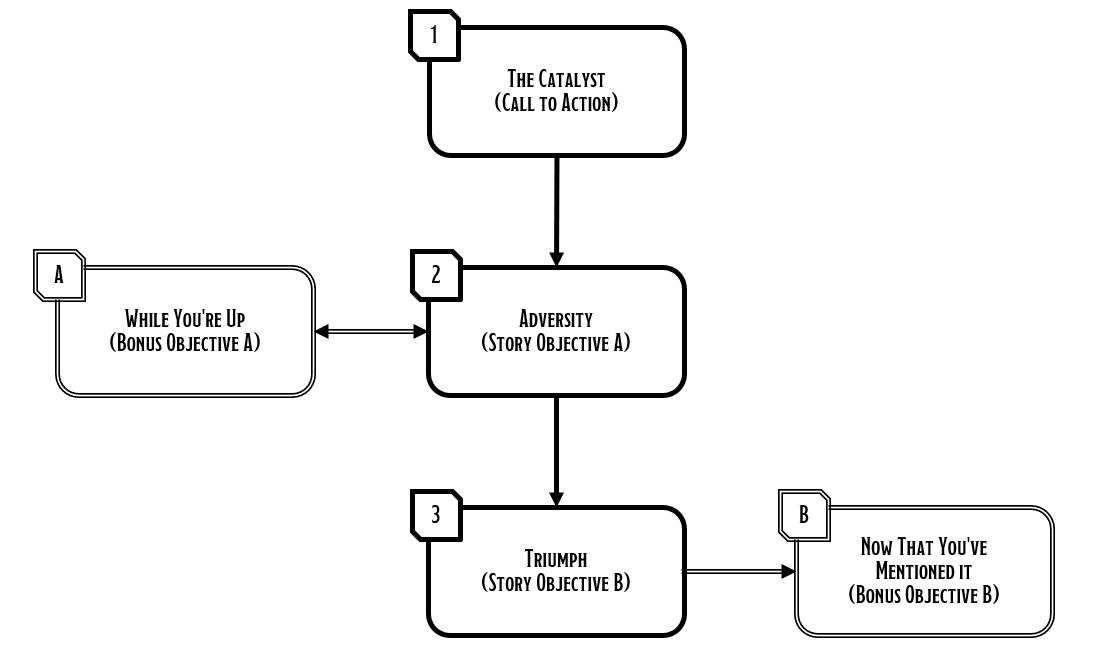 1
The Catalyst
(Call to Action)
A
While You're Up
(Bonus Objective A)
2
Adversity
(Story Objective A)
3
Triumph
(Story Objective B)
B
Now That You've
Mentioned it
(Bonus Objective B)